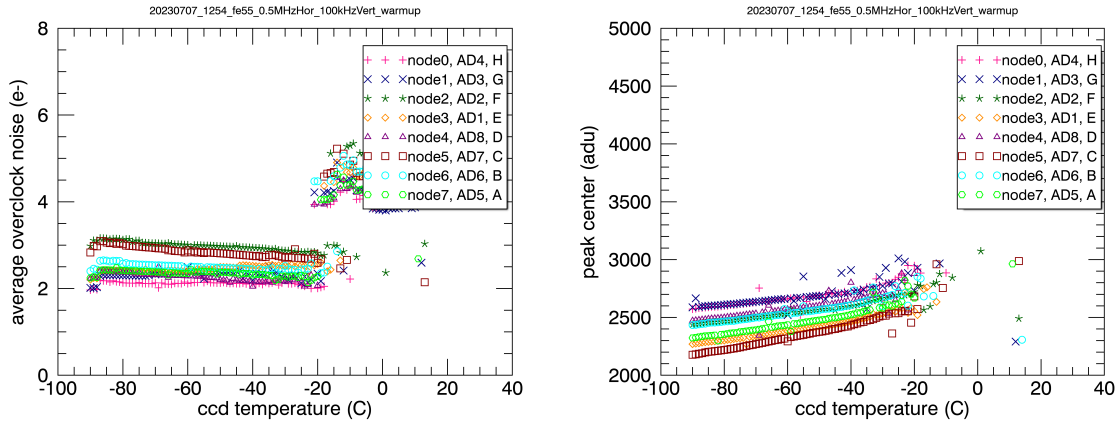 20230707_1254_fe55_0.5MHzHor_100kHzVert_warmup
average overclock noise (e-)
8
6
4
2
0
-100 -80 -60 -40 -20 0 20 40
ccd temperature (C)
node0, AD4, H
node1, AD3, G
node2, AD2, F
node3, AD1, E
node4, AD8, D
node5, AD7, C
node6, AD6, B
node7, AD5, A
20230707_1254_fe55_0.5MHzHor_100kHzVert_warmup
peak center (adu)
5000
4500
4000
3500
3000
2500
2000
-100 -80 -60 -40 -20 0 20 40
ccd temperature (C)
node0, AD4, H
node1, AD3, G
node2, AD2, F
node3, AD1, E
node4, AD8, D
node5, AD7, C
node6, AD6, B
node7, AD5, A